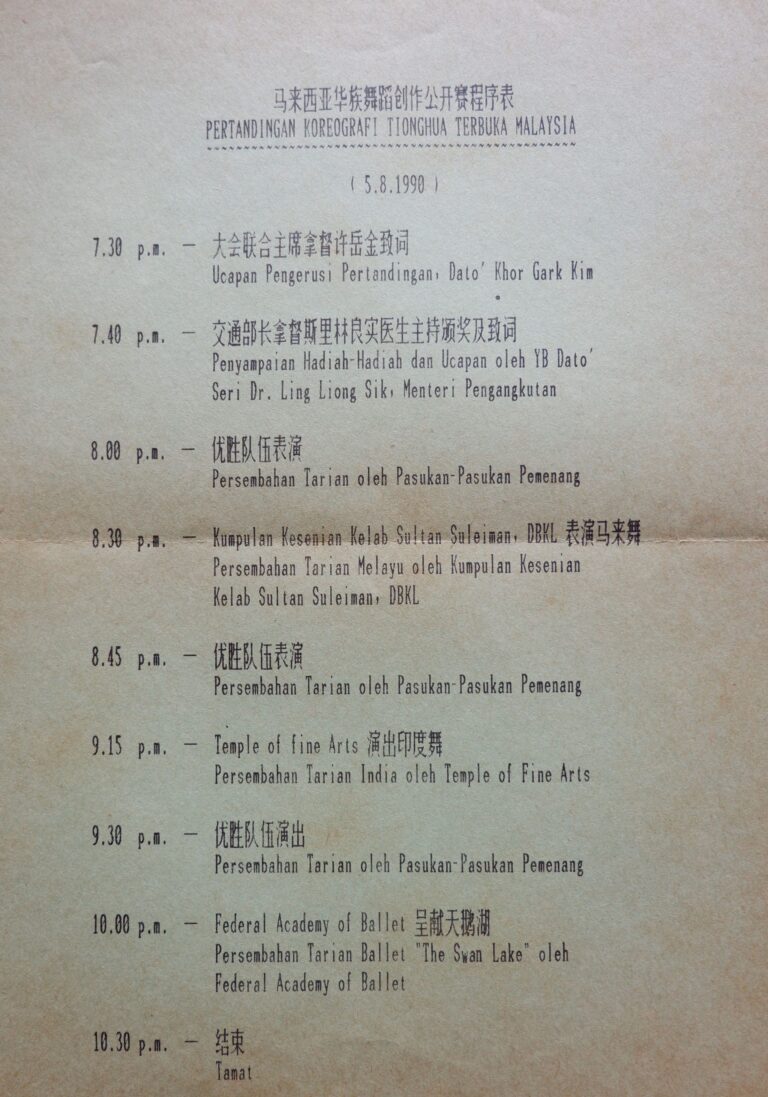 马来西亚华族舞蹈创作公开赛程序表
PERTANDINGAN KOREOGRAFI TIONGHUA TERBUKA MALAYSIA
( 5.8.1990 )
7.30 p.m. — 大会联合主席拿督许岳金致词
Ucapan Pengerusi Pertandingan, Dato' Khor Gark Kim
7.40 p.m. — 交通部长拿督斯里林良实医生主持颁奖及致词
Penyampaian Hadiah-Hadiah dan Ucapan oleh YB Dato'
Seri Dr. Ling Liong Sik, Menteri Pengangkutan
8.00 p.m. — 优胜队伍表演
Persembahan Tarian oleh Pasukan-Pasukan Pemenang
8.30 p.m. — Kumpulan Kesenian Kelab Sultan Suleiman, DBKL 表演马来舞
Persembahan Tarian Melayu oleh Kumpulan Kesenian
Kelab Sultan Suleiman, DBKL
8.45 p.m. — 优胜队伍表演
Persembahan Tarian oleh Pasukan-Pasukan Pemenang
9.15 p.m. — Temple of fine Arts 演出印度舞
Persembahan Tarian India oleh Temple of Fine Arts
9.30 p.m. — 优胜队伍演出
Persembahan Tarian oleh Pasukan-Pasukan Pemenang
10.00 p.m. — Federal Academy of Ballet 呈献天鹅湖
Persembahan Tarian Ballet "The Swan Lake" oleh
Federal Academy of Ballet
10.30 p.m. — 结束
Tamat